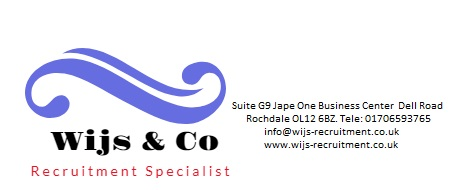 Wijs & Co
Recruitment Specialist
Suite G9 Jape One Business Center Dell Road
Rochdale OL12 6BZ. Tele: 01706593765
info@wijs-recruitment.co.uk
www.wijs-recruitment.co.uk